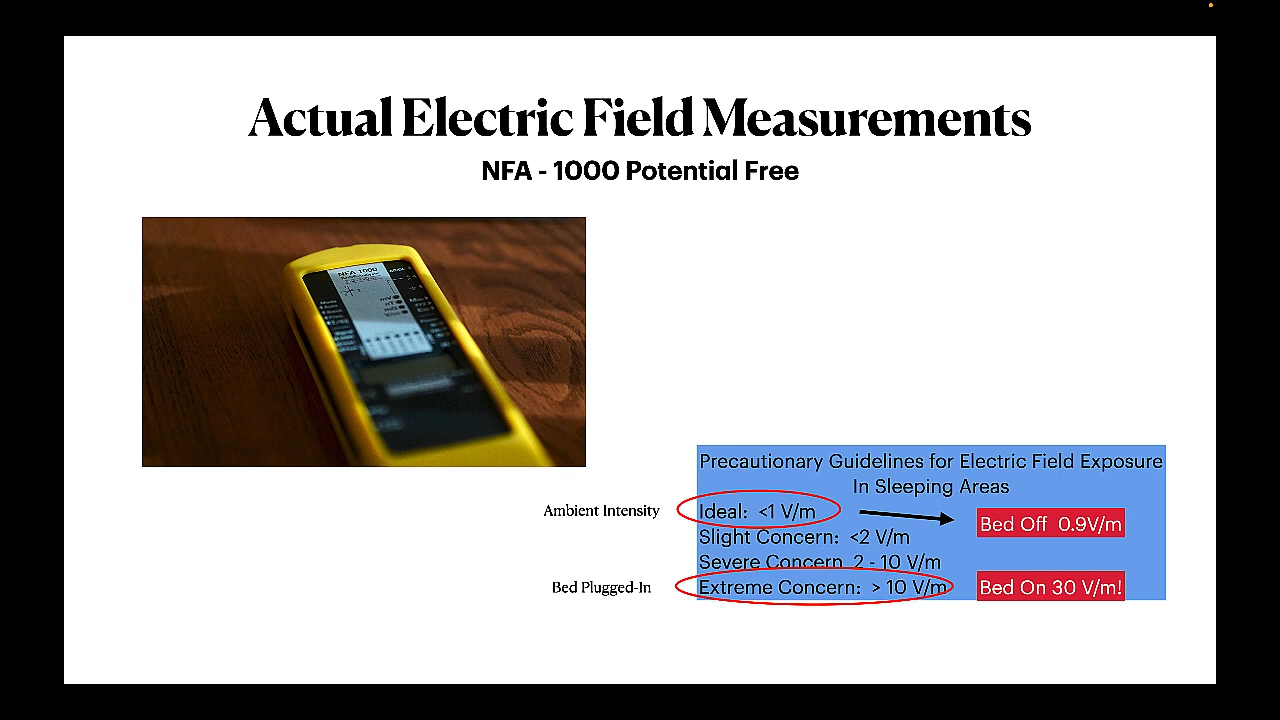 Actual Electric Field Measurements
NFA - 1000 Potential Free
NFA 1000
Precautionary Guidelines for Electric Field Exposure
In Sleeping Areas
Ambient Intensity
Ideal: <1 V/m
Bed Off 0.9V/m
Slight Concern: <2 V/m
Severe Concern 2 - 10 V/m
Bed Plugged-In
Extreme Concern: > 10 V/m
Bed On 30 V/m!